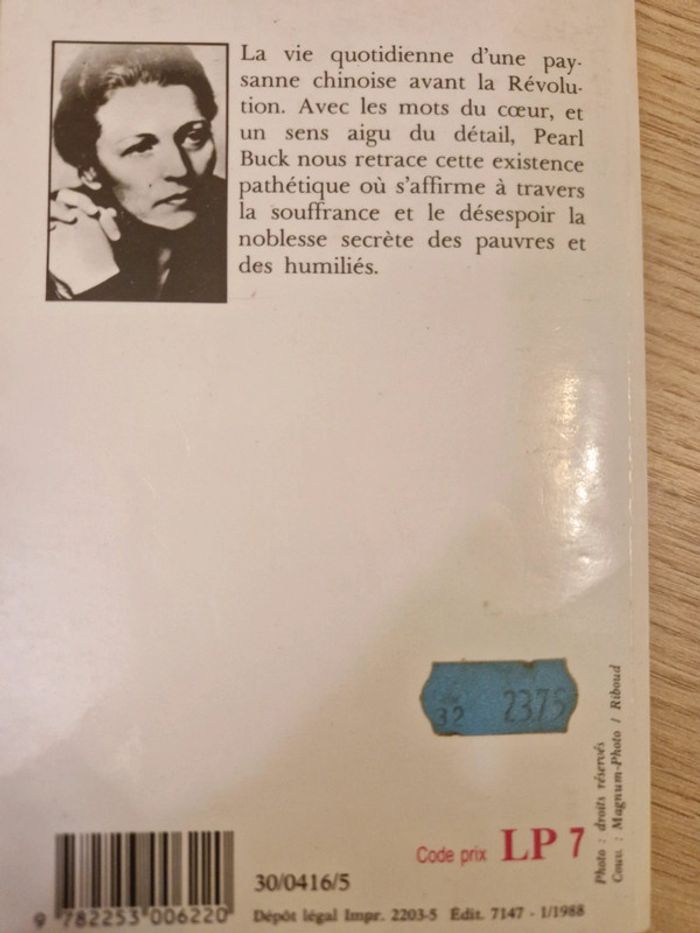 La vie quotidienne d'une pay-
sanne chinoise avant la Révolu-
tion. Avec les mots du cœur, et
un sens aigu du détail, Pearl
Buck nous retrace cette existence
pathétique où s'affirme à travers
la souffrance et le désespoir la
noblesse secrète des pauvres et
des humiliés.
32 23.75
Photo : droits réservés
Couv. : Magnum-Photo / Riboud
Code prix LP 7
30/0416/5
9 782253 006220
Dépôt légal Impr. 2203-5 Édit. 7147 - 1/1988